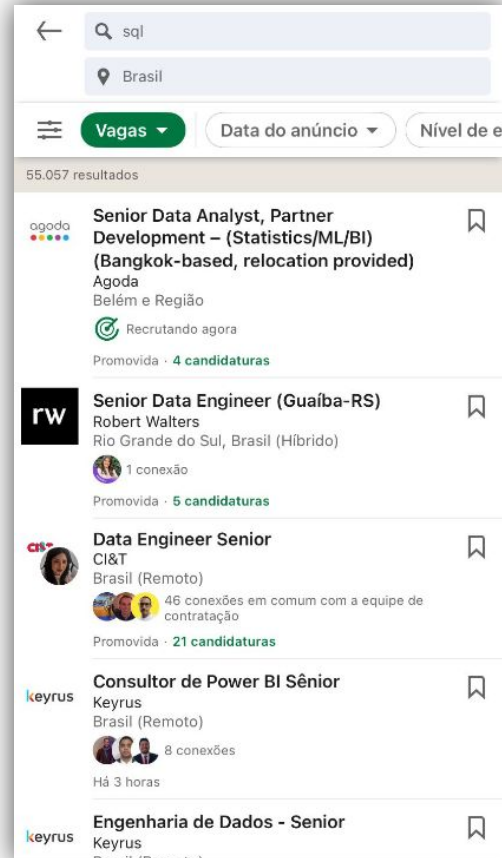 sql
Brasil
Vagas
Data do anúncio
Nível de e
55.057 resultados
agoda
Senior Data Analyst, Partner
Development – (Statistics/ML/BI)
(Bangkok-based, relocation provided)
Agoda
Belém e Região
Recrutando agora
Promovida · 4 candidaturas
rw
Senior Data Engineer (Guaíba-RS)
Robert Walters
Rio Grande do Sul, Brasil (Híbrido)
1 conexão
Promovida · 5 candidaturas
Data Engineer Senior
CI&T
Brasil (Remoto)
46 conexões em comum com a equipe de
contratação
Promovida · 21 candidaturas
keyrus
Consultor de Power BI Sênior
Keyrus
Brasil (Remoto)
8 conexões
Há 3 horas
keyrus
Engenharia de Dados - Senior
Keyrus
Brasil (Remoto)